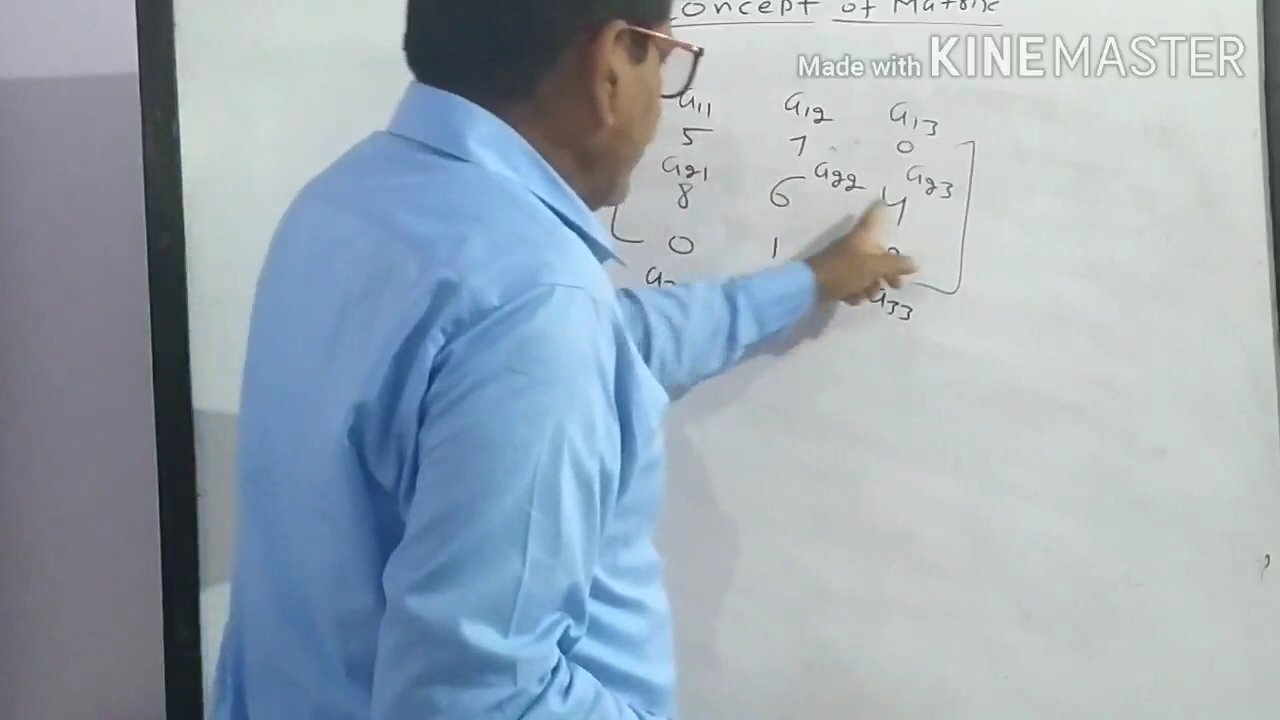 Concept of Matrix
Made with KINEMASTER
a11 a12 a13
5 7 0
a21 a22 a23
8 6 4
0 1
a33